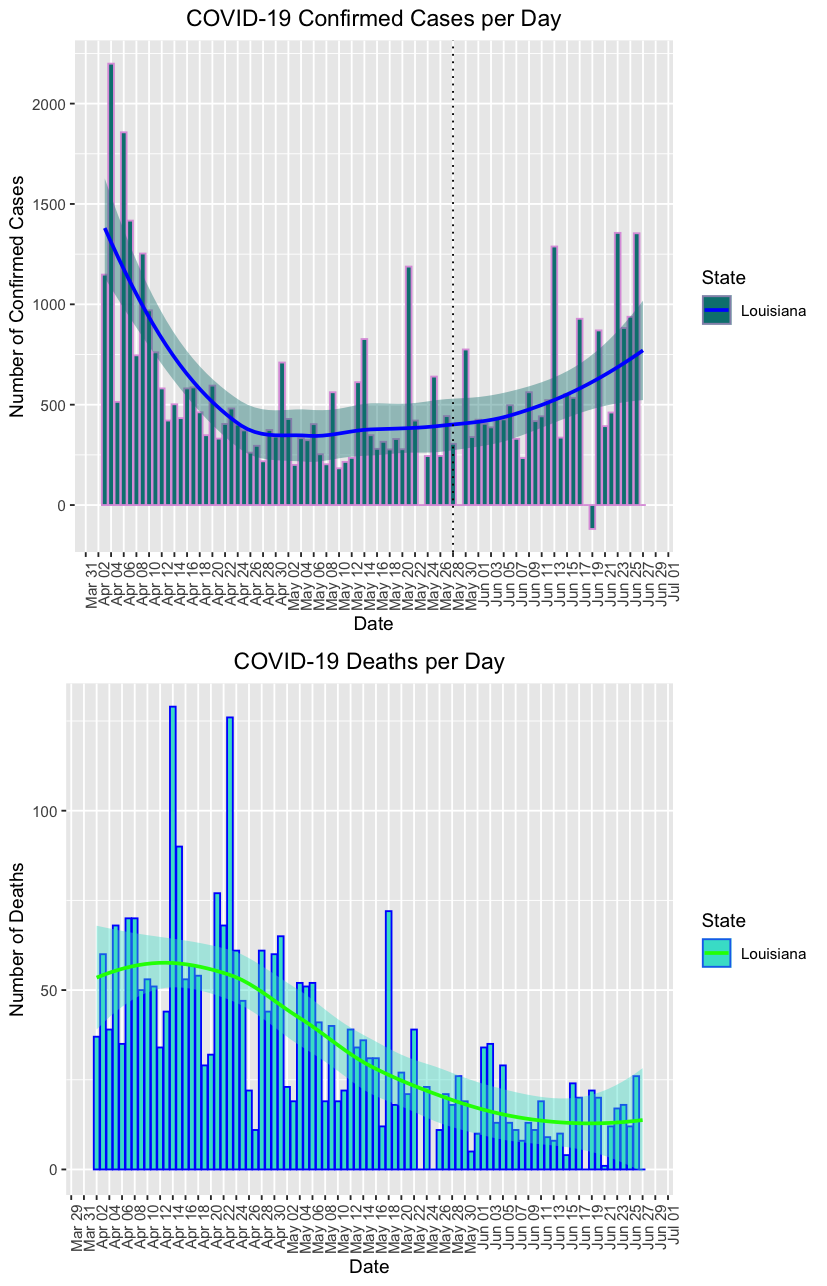 COVID-19 Confirmed Cases per Day
Number of Confirmed Cases
2000
1500
1000
500
0
Mar 31
Apr 02
Apr 04
Apr 06
Apr 08
Apr 10
Apr 12
Apr 14
Apr 16
Apr 18
Apr 20
Apr 22
Apr 24
Apr 26
Apr 28
Apr 30
May 02
May 04
May 06
May 08
May 10
May 12
May 14
May 16
May 18
May 20
May 22
May 24
May 26
May 28
May 30
Jun 01
Jun 03
Jun 05
Jun 07
Jun 09
Jun 11
Jun 13
Jun 15
Jun 17
Jun 19
Jun 21
Jun 23
Jun 25
Jun 27
Jun 29
Jul 01
Date
State
Louisiana
COVID-19 Deaths per Day
Number of Deaths
100
50
0
Mar 29
Mar 31
Apr 02
Apr 04
Apr 06
Apr 08
Apr 10
Apr 12
Apr 14
Apr 16
Apr 18
Apr 20
Apr 22
Apr 24
Apr 26
Apr 28
Apr 30
May 02
May 04
May 06
May 08
May 10
May 12
May 14
May 16
May 18
May 20
May 22
May 24
May 26
May 28
May 30
Jun 01
Jun 03
Jun 05
Jun 07
Jun 09
Jun 11
Jun 13
Jun 15
Jun 17
Jun 19
Jun 21
Jun 23
Jun 25
Jun 27
Jun 29
Jul 01
Date
State
Louisiana